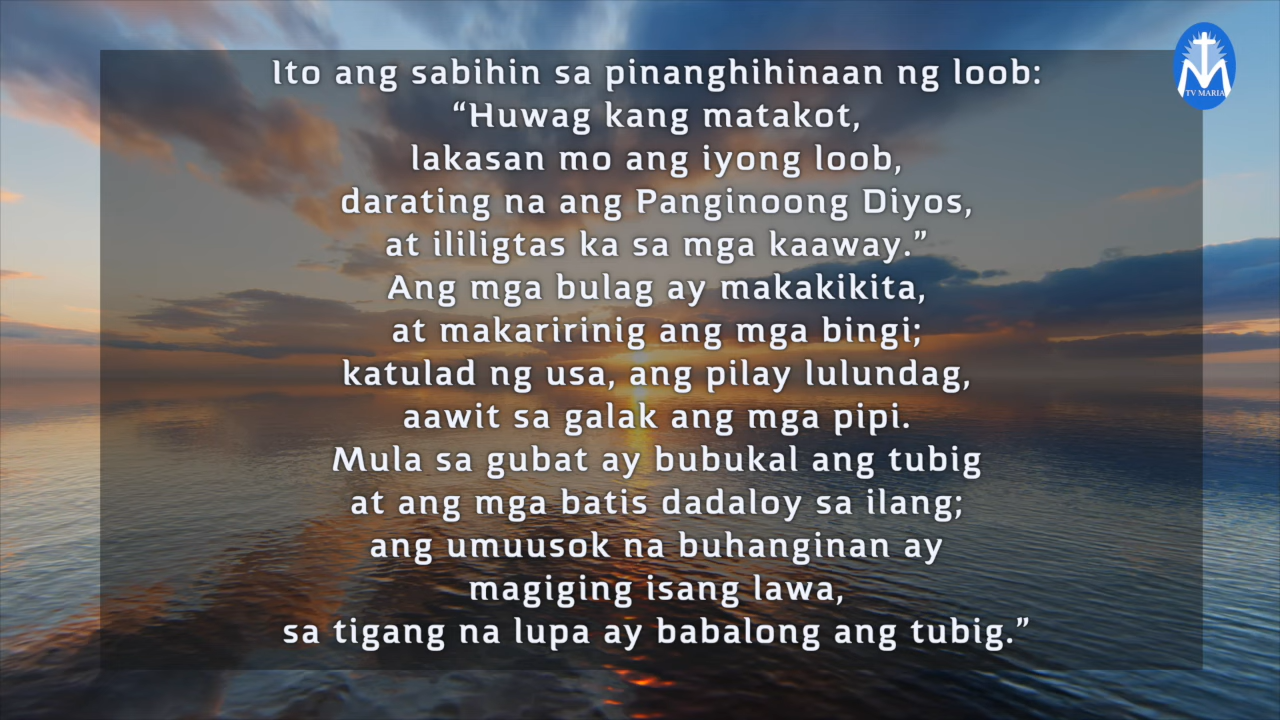 Ito ang sabihin sa pinanghihinaan ng loob:
“Huwag kang matakot,
lakasan mo ang iyong loob,
darating na ang Panginoong Diyos,
at ililigtas ka sa mga kaaway.”
Ang mga bulag ay makakikita,
at makaririnig ang mga bingi;
katulad ng usa, ang pilay lulundag,
aawit sa galak ang mga pipi.
Mula sa gubat ay bubukal ang tubig
at ang mga batis dadaloy sa ilang;
ang umuusok na buhanginan ay
magiging isang lawa,
sa tigang na lupa ay babalong ang tubig.”
TV MARIA